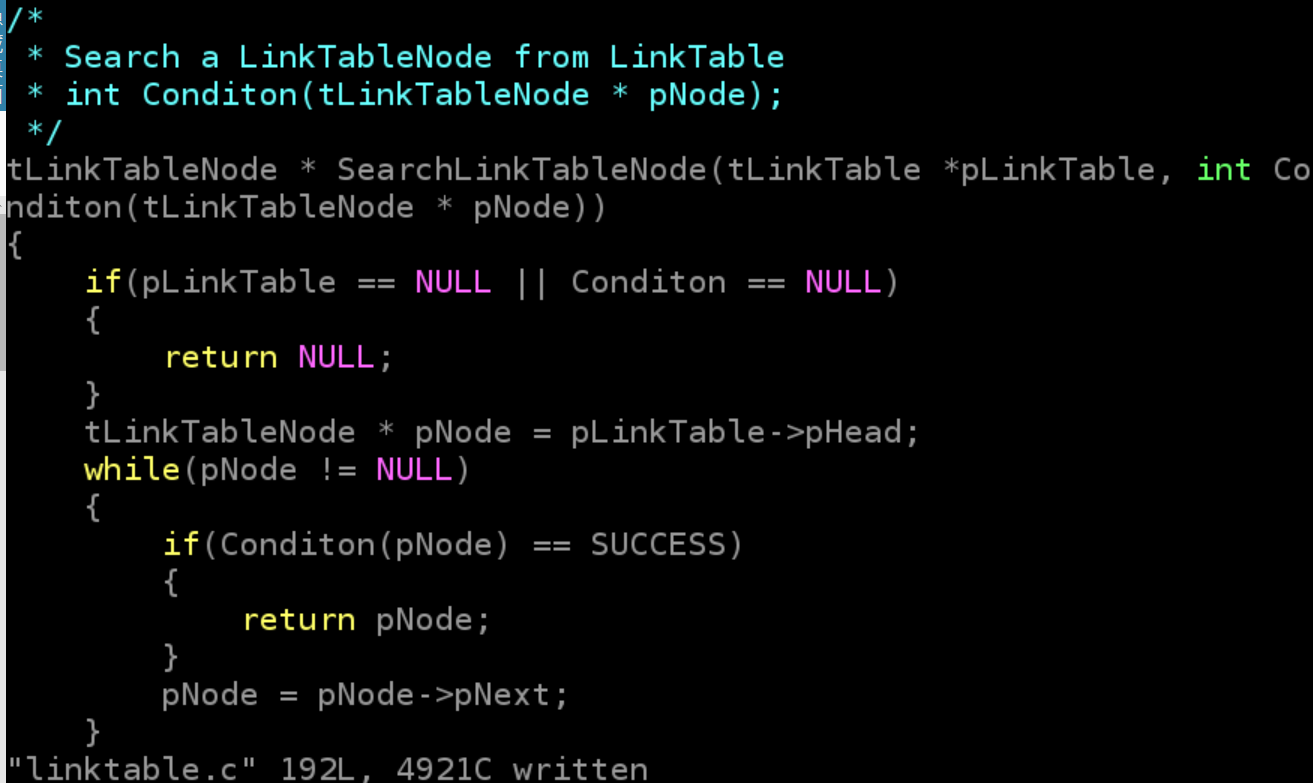 /*
 * Search a LinkTableNode from LinkTable
 * int Conditon(tLinkTableNode * pNode);
 */
tLinkTableNode * SearchLinkTableNode(tLinkTable *pLinkTable, int Co
nditon(tLinkTableNode * pNode))
{
    if(pLinkTable == NULL || Conditon == NULL)
    {
        return NULL;
    }
    tLinkTableNode * pNode = pLinkTable->pHead;
    while(pNode != NULL)
    {
        if(Conditon(pNode) == SUCCESS)
        {
            return pNode;
        }
        pNode = pNode->pNext;
    }
"linktable.c" 192L, 4921C written